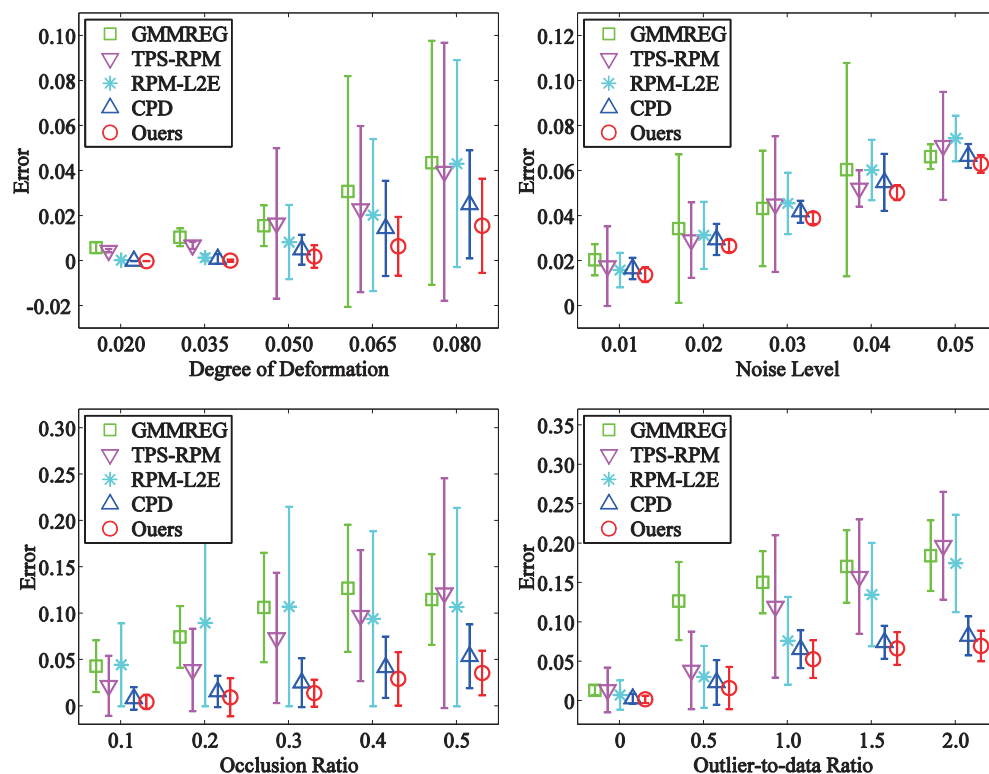 0.10
0.08
0.06
0.04
0.02
0
-0.02
Error
GMMREG
TPS-RPM
RPM-L2E
CPD
Ouers
0.020 0.035 0.050 0.065 0.080
Degree of Deformation
0.12
0.10
0.08
0.06
0.04
0.02
0
Error
GMMREG
TPS-RPM
RPM-L2E
CPD
Ouers
0.01 0.02 0.03 0.04 0.05
Noise Level
0.30
0.25
0.20
0.15
0.10
0.05
0
Error
GMMREG
TPS-RPM
RPM-L2E
CPD
Ouers
0.1 0.2 0.3 0.4 0.5
Occlusion Ratio
0.35
0.30
0.25
0.20
0.15
0.10
0.05
0
Error
GMMREG
TPS-RPM
RPM-L2E
CPD
Ouers
0 0.5 1.0 1.5 2.0
Outlier-to-data Ratio